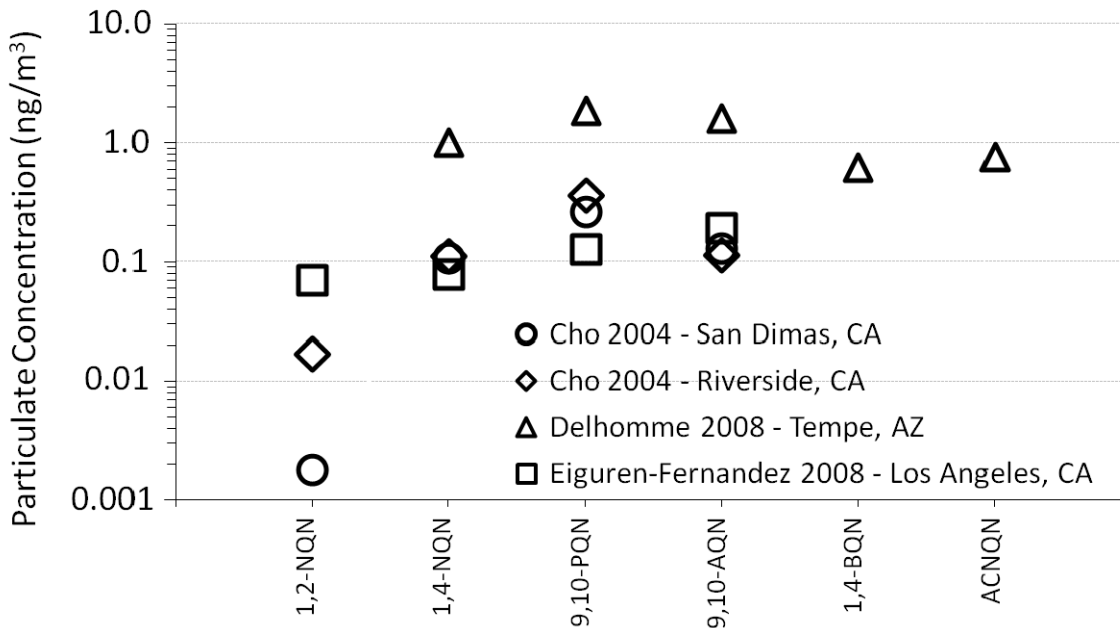 Particulate Concentration (ng/m³)
10.0
1.0
0.1
0.01
0.001
Cho 2004 - San Dimas, CA
Cho 2004 - Riverside, CA
Delhomme 2008 - Tempe, AZ
Eiguren-Fernandez 2008 - Los Angeles, CA
1,2-NQN
1,4-NQN
9,10-PQN
9,10-AQN
1,4-BQN
ACNQN